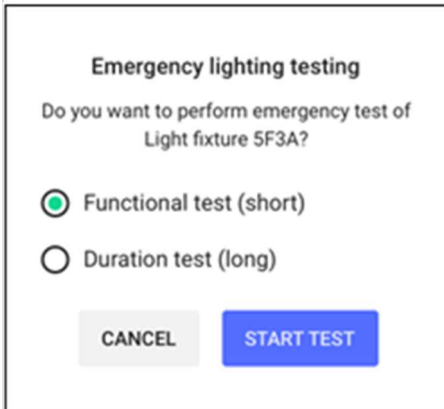 Emergency lighting testing
Do you want to perform emergency test of
Light fixture 5F3A?
Functional test (short)
Duration test (long)
CANCEL
START TEST